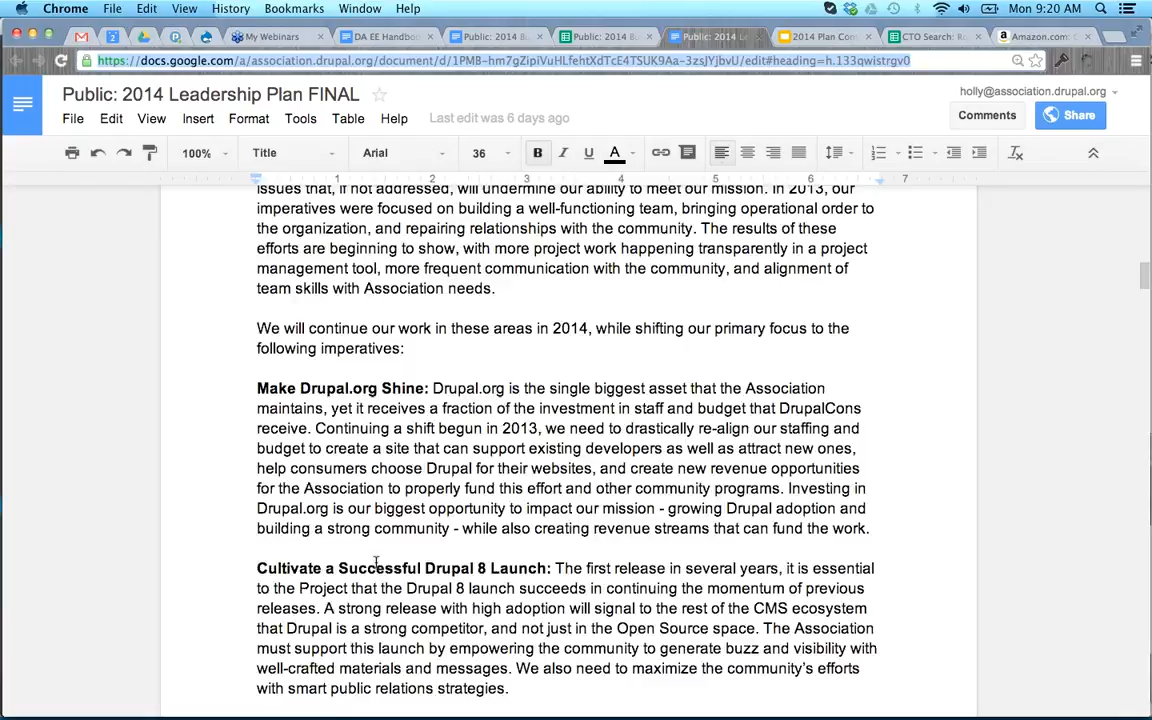 Chrome File Edit View History Bookmarks Window Help Mon 9:20 AM
My Webinars DA EE Handbo Public: 2014 B Public: 2014 B Public: 2014 L 2014 Plan Com CTO Search: Ru Amazon.com:
https://docs.google.com/a/association.drupal.org/document/d/1PMB-hm7gZipiVuHLfehtXdTcE4TSUK9Aa-3zsJYJbvU/edit#heading=h.133qwistrgv0
Public: 2014 Leadership Plan FINAL
holly@association.drupal.org
File Edit View Insert Format Tools Table Help Last edit was 6 days ago
Comments Share
100% Title Arial 36 B I U A
1 2 3 4 5 6 7
issues that, if not addressed, will undermine our ability to meet our mission. In 2013, our
imperatives were focused on building a well-functioning team, bringing operational order to
the organization, and repairing relationships with the community. The results of these
efforts are beginning to show, with more project work happening transparently in a project
management tool, more frequent communication with the community, and alignment of
team skills with Association needs.
We will continue our work in these areas in 2014, while shifting our primary focus to the
following imperatives:
Make Drupal.org Shine: Drupal.org is the single biggest asset that the Association
maintains, yet it receives a fraction of the investment in staff and budget that DrupalCons
receive. Continuing a shift begun in 2013, we need to drastically re-align our staffing and
budget to create a site that can support existing developers as well as attract new ones,
help consumers choose Drupal for their websites, and create new revenue opportunities
for the Association to properly fund this effort and other community programs. Investing in
Drupal.org is our biggest opportunity to impact our mission - growing Drupal adoption and
building a strong community - while also creating revenue streams that can fund the work.
Cultivate a Successful Drupal 8 Launch: The first release in several years, it is essential
to the Project that the Drupal 8 launch succeeds in continuing the momentum of previous
releases. A strong release with high adoption will signal to the rest of the CMS ecosystem
that Drupal is a strong competitor, and not just in the Open Source space. The Association
must support this launch by empowering the community to generate buzz and visibility with
well-crafted materials and messages. We also need to maximize the community’s efforts
with smart public relations strategies.